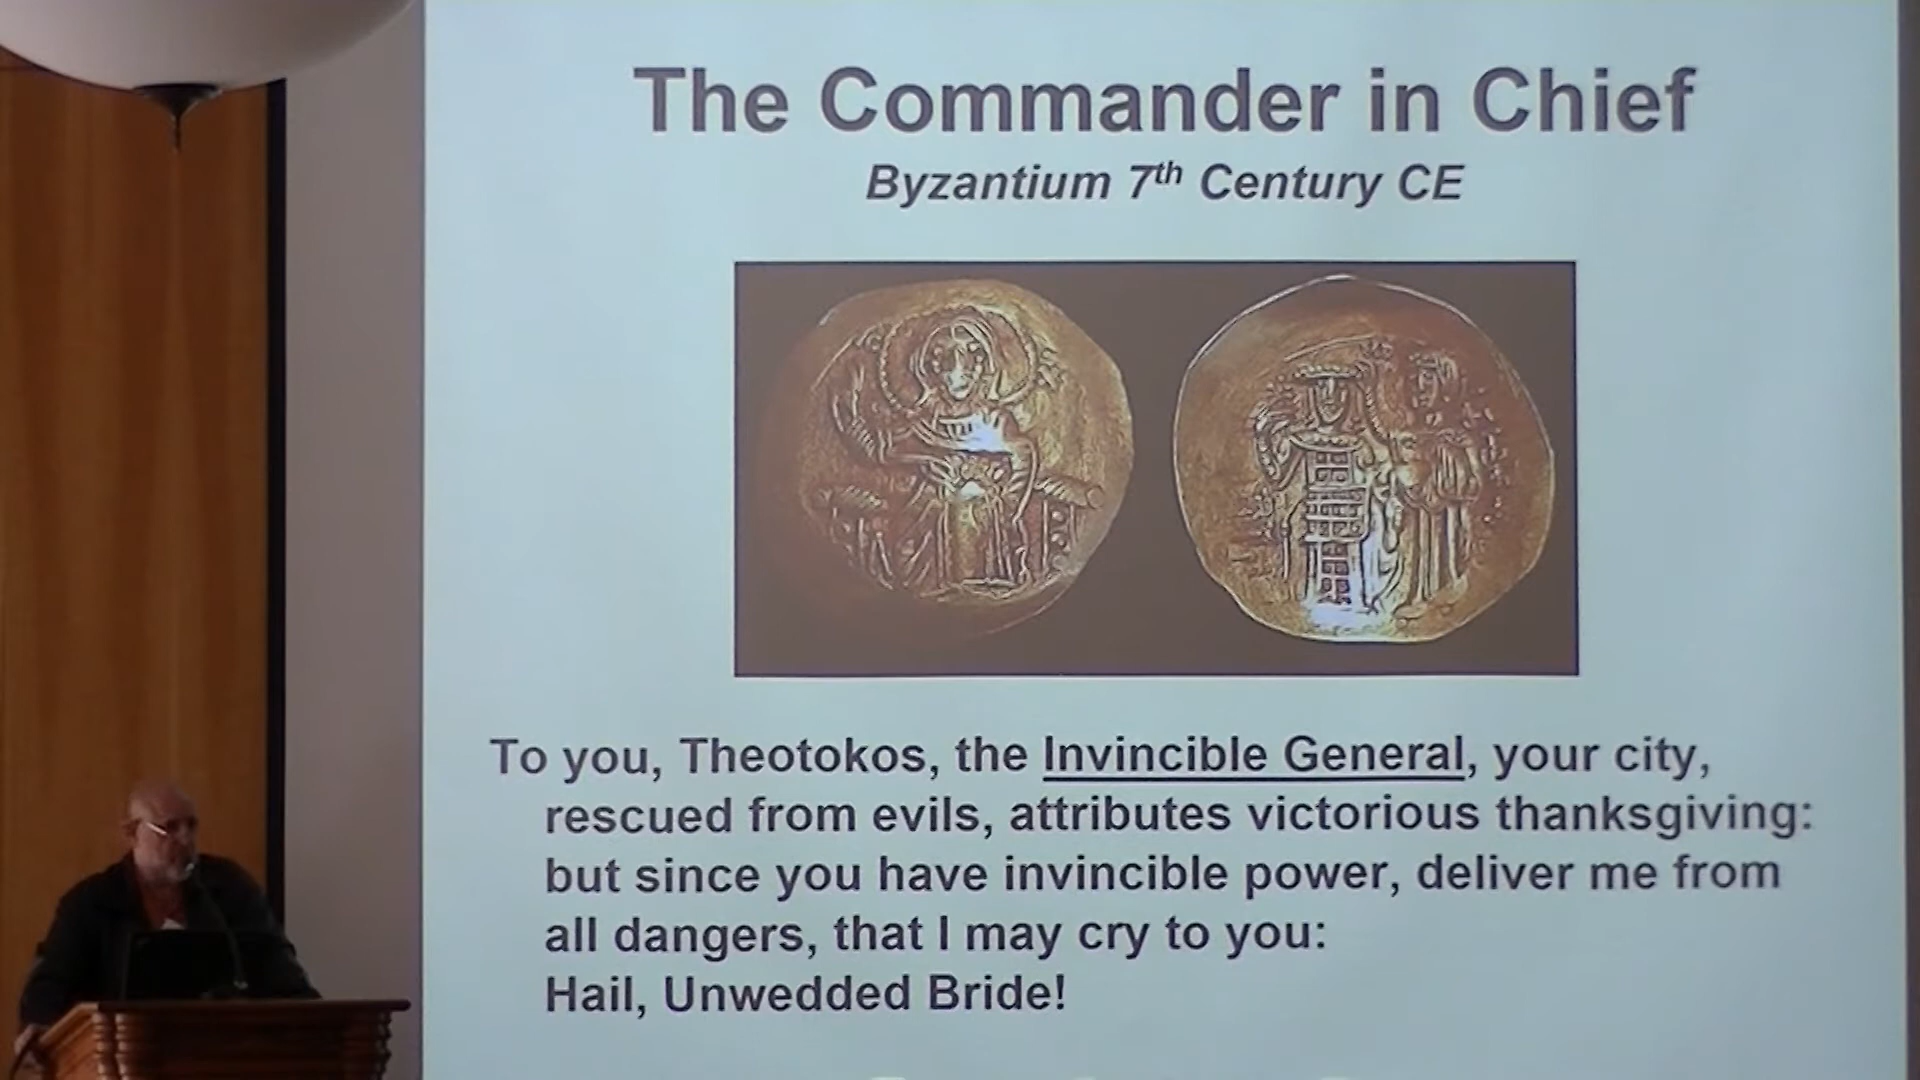 The Commander in Chief
Byzantium 7th Century CE
To you, Theotokos, the Invincible General, your city,
rescued from evils, attributes victorious thanksgiving:
but since you have invincible power, deliver me from
all dangers, that I may cry to you:
Hail, Unwedded Bride!